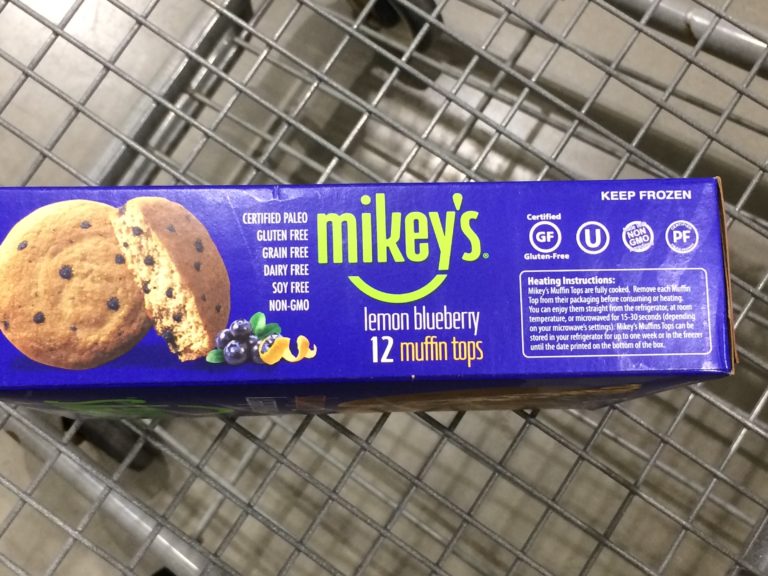 KEEP FROZEN
CERTIFIED PALEO
GLUTEN FREE
GRAIN FREE
DAIRY FREE
SOY FREE
NON-GMO
mikey's®
lemon blueberry
12 muffin tops
Certified
GF
Gluten-Free
U
NON
GMO
PF
Heating Instructions:
Mikey's Muffin Tops are fully cooked. Remove each Muffin
Top from their packaging before consuming or heating.
You can enjoy them straight from the refrigerator, at room
temperature, or microwaved for 15-30 seconds (depending
on your microwave's settings). Mikey's Muffins Tops can be
stored in your refrigerator for up to one week or in the freezer
until the date printed on the bottom of the box.